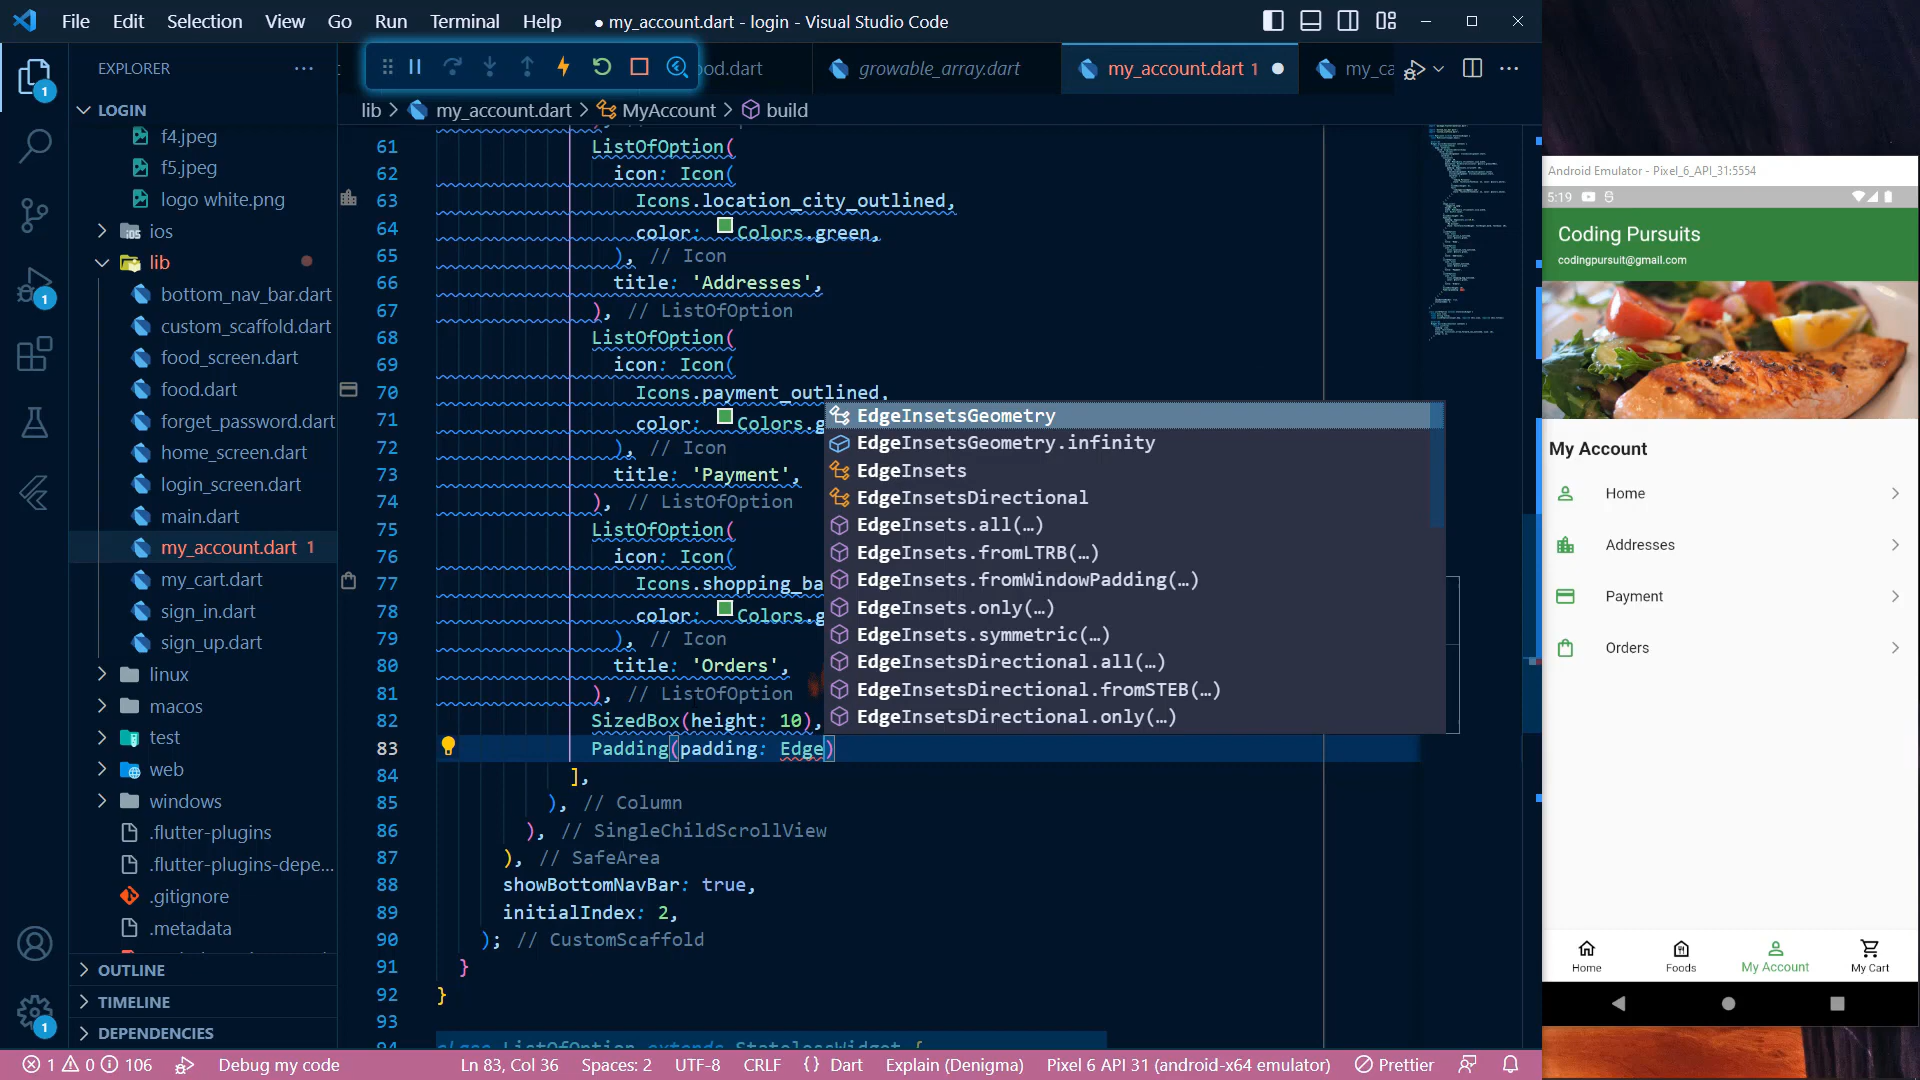 File Edit Selection View Go Run Terminal Help
● my_account.dart - login - Visual Studio Code
EXPLORER
ood.dart
growable_array.dart
my_account.dart 1
my_ca
LOGIN
lib > my_account.dart > MyAccount > build
f4.jpeg
f5.jpeg
logo white.png
ios
lib
bottom_nav_bar.dart
custom_scaffold.dart
food_screen.dart
food.dart
forget_password.dart
home_screen.dart
login_screen.dart
main.dart
my_account.dart 1
my_cart.dart
sign_in.dart
sign_up.dart
linux
macos
test
web
windows
.flutter-plugins
.flutter-plugins-depe...
.gitignore
.metadata
OUTLINE
TIMELINE
DEPENDENCIES
61 ListOfOption(
62 icon: Icon(
63 Icons.location_city_outlined,
64 color: Colors.green,
65 ), // Icon
66 title: 'Addresses',
67 ), // ListOfOption
68 ListOfOption(
69 icon: Icon(
70 Icons.payment_outlined,
71 color: Colors.g
72 ), // Icon
73 title: 'Payment',
74 ), // ListOfOption
75 ListOfOption(
76 icon: Icon(
77 Icons.shopping_ba
78 color: Colors.g
79 ), // Icon
80 title: 'Orders',
81 ), // ListOfOption
82 SizedBox(height: 10),
83 Padding(padding: Edge)
84 ],
85 ), // Column
86 ), // SingleChildScrollView
87 ), // SafeArea
88 showBottomNavBar: true,
89 initialIndex: 2,
90 ); // CustomScaffold
91 }
92 }
93
94 class ListOfOption extends StatelessWidget {
EdgeInsetsGeometry
EdgeInsetsGeometry.infinity
EdgeInsets
EdgeInsetsDirectional
EdgeInsets.all(…)
EdgeInsets.fromLTRB(…)
EdgeInsets.fromWindowPadding(…)
EdgeInsets.only(…)
EdgeInsets.symmetric(…)
EdgeInsetsDirectional.all(…)
EdgeInsetsDirectional.fromSTEB(…)
EdgeInsetsDirectional.only(…)
1 0 106 Debug my code
Ln 83, Col 36 Spaces: 2 UTF-8 CRLF {} Dart Explain (Denigma) Pixel 6 API 31 (android-x64 emulator) Prettier
1
1
1
Android Emulator - Pixel_6_API_31:5554
5:19
Coding Pursuits
codingpursuit@gmail.com
My Account
Home
Addresses
Payment
Orders
Home Foods My Account My Cart